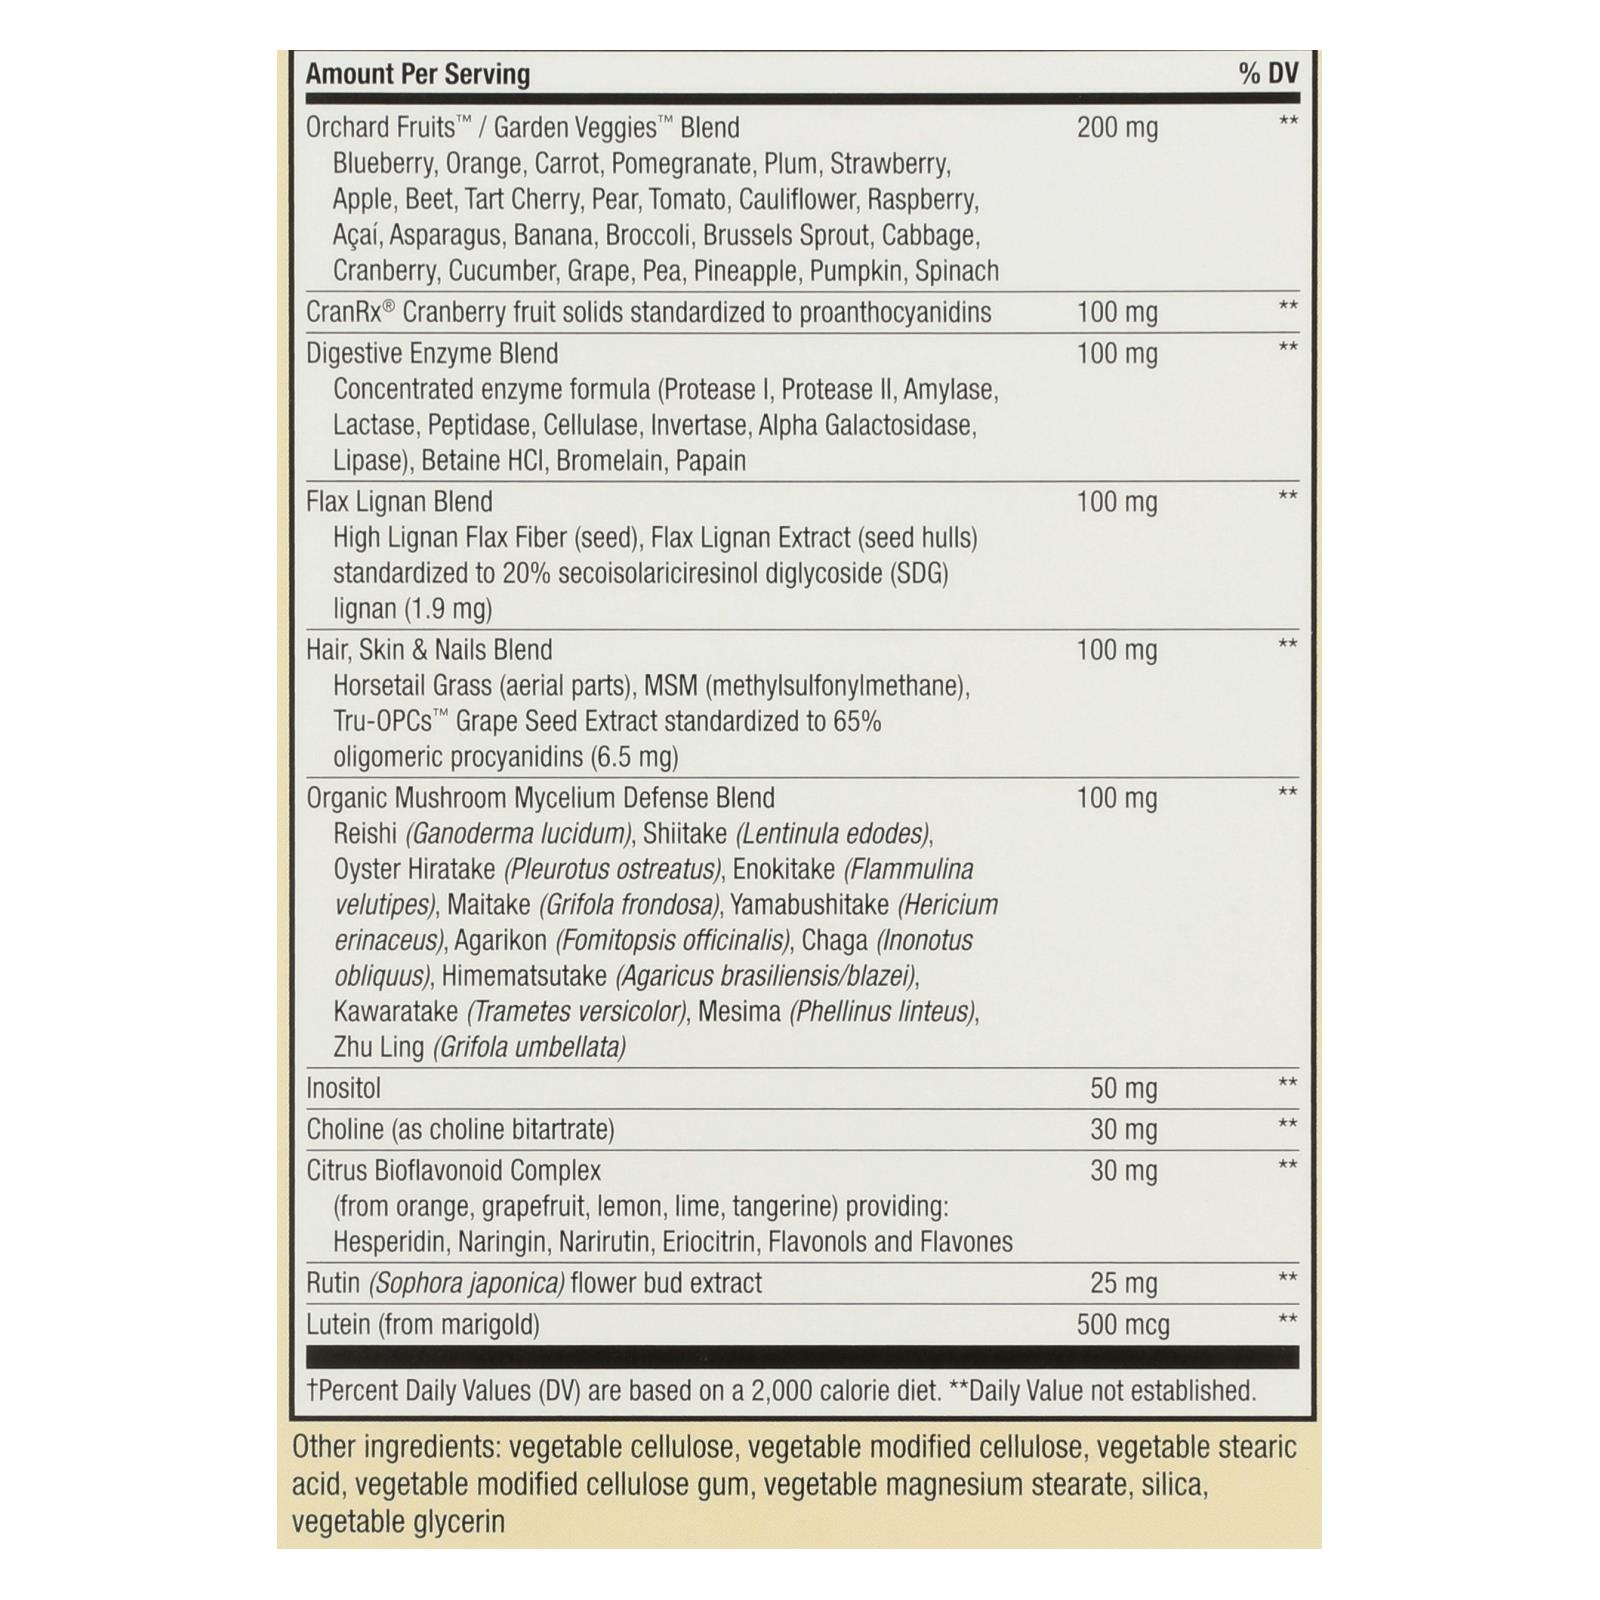 Amount Per Serving % DV
Orchard Fruits™ / Garden Veggies™ Blend 200 mg **
Blueberry, Orange, Carrot, Pomegranate, Plum, Strawberry,
Apple, Beet, Tart Cherry, Pear, Tomato, Cauliflower, Raspberry,
Açaí, Asparagus, Banana, Broccoli, Brussels Sprout, Cabbage,
Cranberry, Cucumber, Grape, Pea, Pineapple, Pumpkin, Spinach
CranRx® Cranberry fruit solids standardized to proanthocyanidins 100 mg **
Digestive Enzyme Blend 100 mg **
Concentrated enzyme formula (Protease I, Protease II, Amylase,
Lactase, Peptidase, Cellulase, Invertase, Alpha Galactosidase,
Lipase), Betaine HCl, Bromelain, Papain
Flax Lignan Blend 100 mg **
High Lignan Flax Fiber (seed), Flax Lignan Extract (seed hulls)
standardized to 20% secoisolariciresinol diglycoside (SDG)
lignan (1.9 mg)
Hair, Skin & Nails Blend 100 mg **
Horsetail Grass (aerial parts), MSM (methylsulfonylmethane),
Tru-OPCs™ Grape Seed Extract standardized to 65%
oligomeric procyanidins (6.5 mg)
Organic Mushroom Mycelium Defense Blend 100 mg **
Reishi (Ganoderma lucidum), Shiitake (Lentinula edodes),
Oyster Hiratake (Pleurotus ostreatus), Enokitake (Flammulina
velutipes), Maitake (Grifola frondosa), Yamabushitake (Hericium
erinaceus), Agarikon (Fomitopsis officinalis), Chaga (Inonotus
obliquus), Himematsutake (Agaricus brasiliensis/blazei),
Kawaratake (Trametes versicolor), Mesima (Phellinus linteus),
Zhu Ling (Grifola umbellata)
Inositol 50 mg **
Choline (as choline bitartrate) 30 mg **
Citrus Bioflavonoid Complex 30 mg **
(from orange, grapefruit, lemon, lime, tangerine) providing:
Hesperidin, Naringin, Narirutin, Eriocitrin, Flavonols and Flavones
Rutin (Sophora japonica) flower bud extract 25 mg **
Lutein (from marigold) 500 mcg **
†Percent Daily Values (DV) are based on a 2,000 calorie diet. **Daily Value not established.
Other ingredients: vegetable cellulose, vegetable modified cellulose, vegetable stearic
acid, vegetable modified cellulose gum, vegetable magnesium stearate, silica,
vegetable glycerin